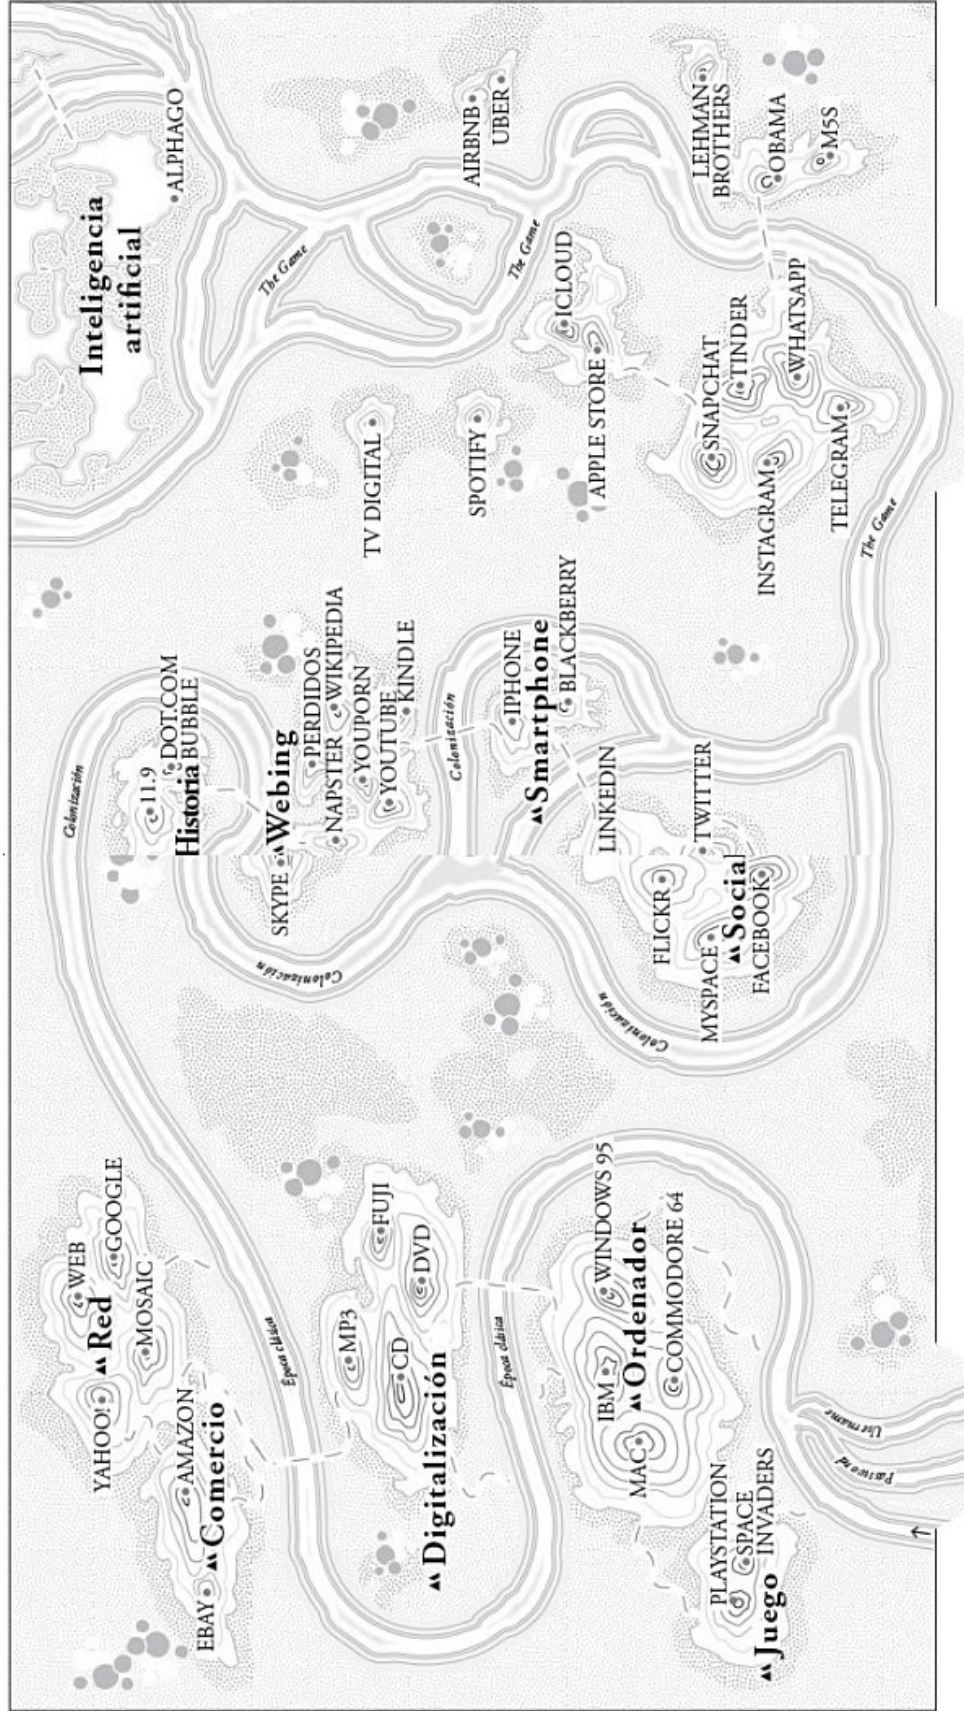 Juego
PLAYSTATION
SPACE
INVADERS
Password
Username
MAC
IBM
Ordenador
COMMODORE 64
WINDOWS 95
Época clásica
Digitalización
CD
MP3
DVD
FUJI
Época clásica
EBAY
Comercio
AMAZON
YAHOO!
Red
MOSAIC
WEB
GOOGLE
Colonización
Historia
11.9
DOT.COM
BUBBLE
Colonización
SKYPE
Webing
NAPSTER
PERDIDOS
WIKIPEDIA
YOUPORN
YOUTUBE
KINDLE
Colonización
Smartphone
IPHONE
BLACKBERRY
Colonización
MYSPACE
FLICKR
Social
FACEBOOK
LINKEDIN
TWITTER
The Game
TELEGRAM
INSTAGRAM
SNAPCHAT
TINDER
WHATSAPP
APPLE STORE
ICLOUD
SPOTIFY
TV DIGITAL
OBAMA
M5S
LEHMAN
BROTHERS
The Game
AIRBNB
UBER
The Game
Inteligencia
artificial
ALPHAGO